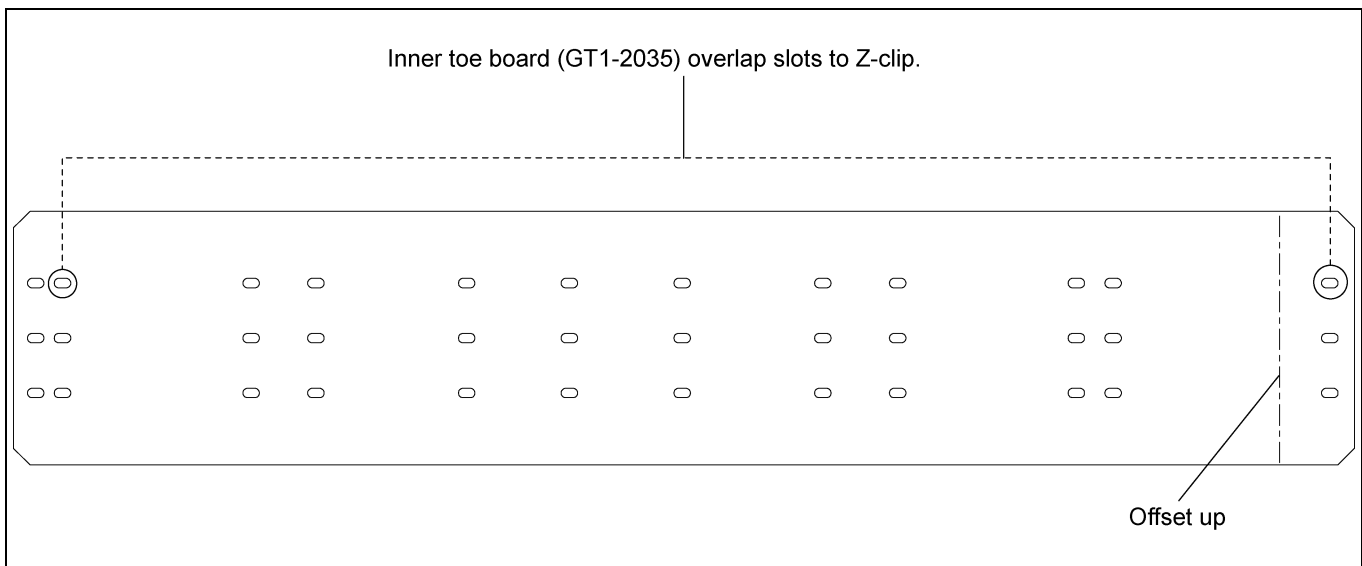 Inner toe board (GT1-2035) overlap slots to Z-clip.
Offset up